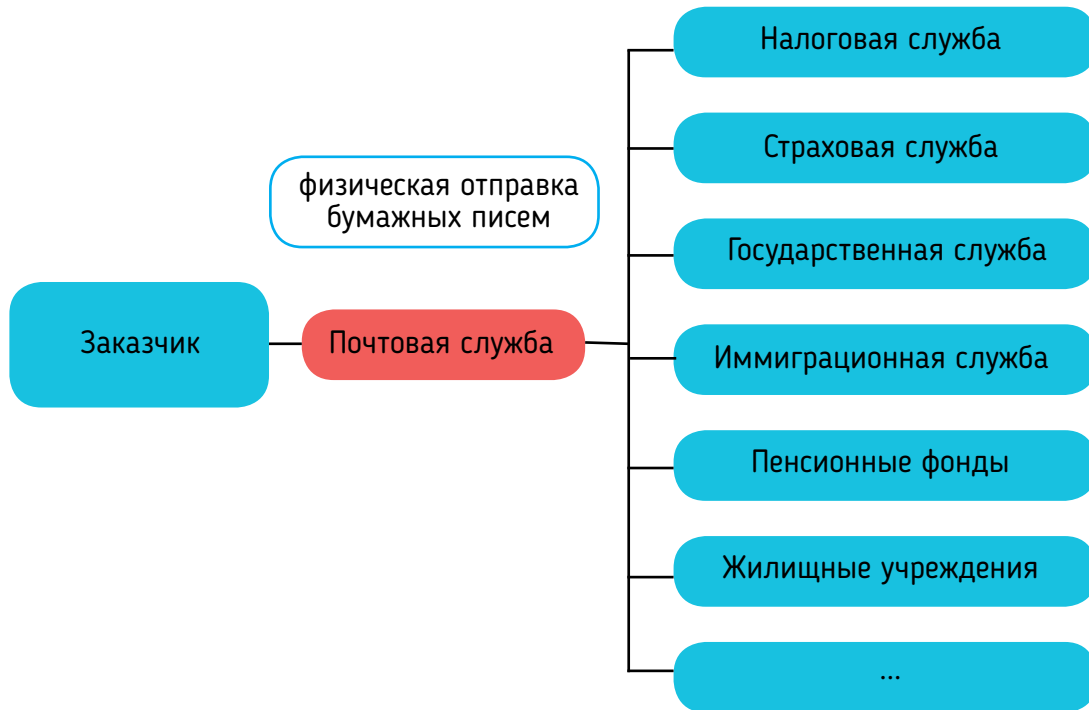 Налоговая служба
Страховая служба
физическая отправка
бумажных писем
Государственная служба
Заказчик
Почтовая служба
Иммиграционная служба
Пенсионные фонды
Жилищные учреждения
...